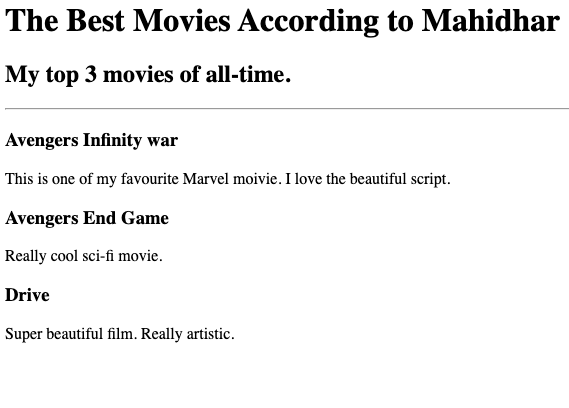 The Best Movies According to Mahidhar
My top 3 movies of all-time.
Avengers Infinity war
This is one of my favourite Marvel moivie. I love the beautiful script.
Avengers End Game
Really cool sci-fi movie.
Drive
Super beautiful film. Really artistic.